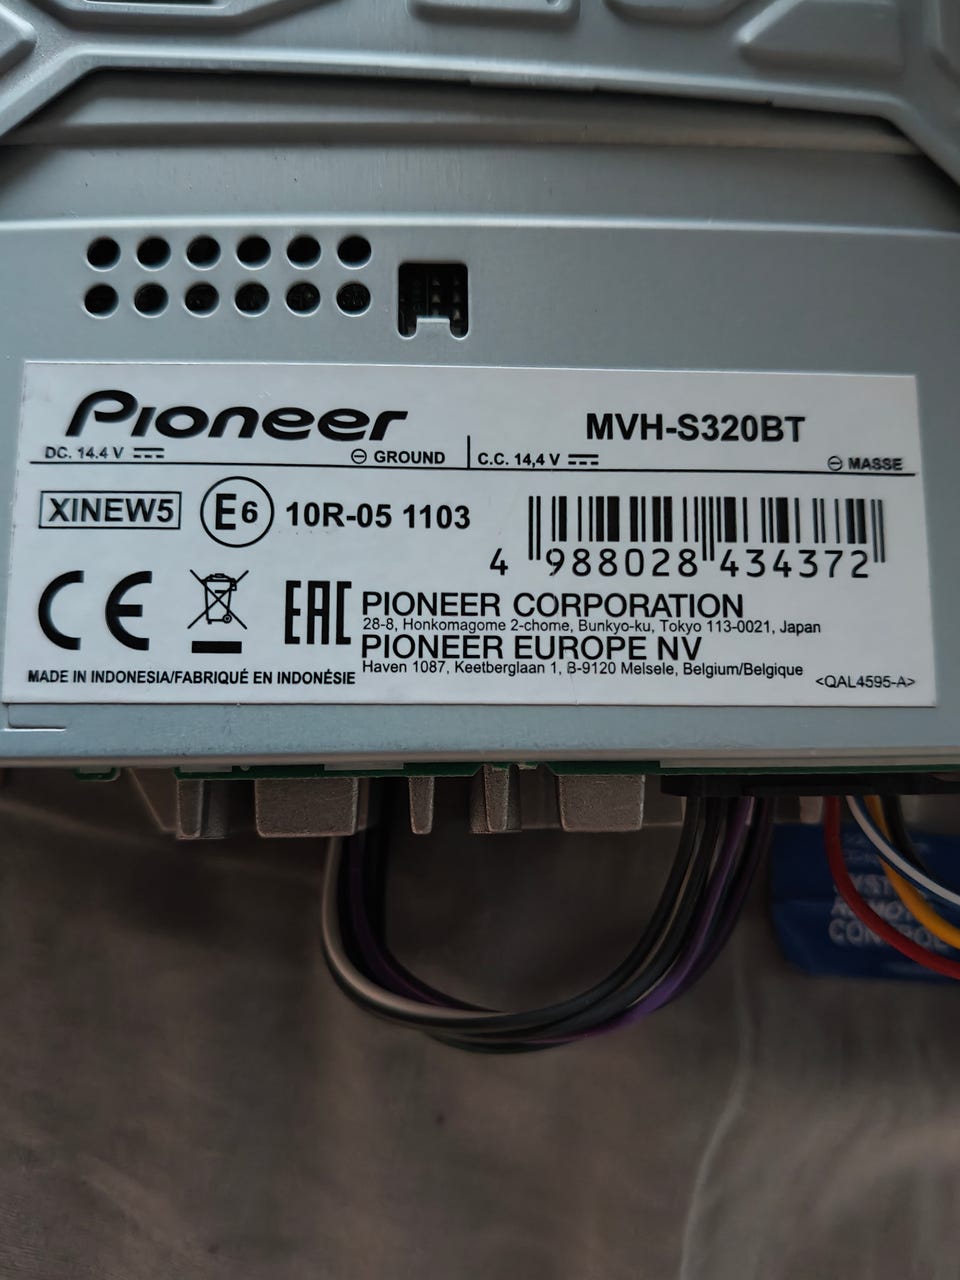 Pioneer
MVH-S320BT
DC. 14.4 V ⎓ ⊖ GROUND
C.C. 14,4 V ⎓ ⊖ MASSE
XINEW5
E6 10R-05 1103
4 988028 434372
CE
EAC
PIONEER CORPORATION
28-8, Honkomagome 2-chome, Bunkyo-ku, Tokyo 113-0021, Japan
PIONEER EUROPE NV
Haven 1087, Keetberglaan 1, B-9120 Melsele, Belgium/Belgique
MADE IN INDONESIA/FABRIQUÉ EN INDONÉSIE
<QAL4595-A>
REMOTE
CONTROL